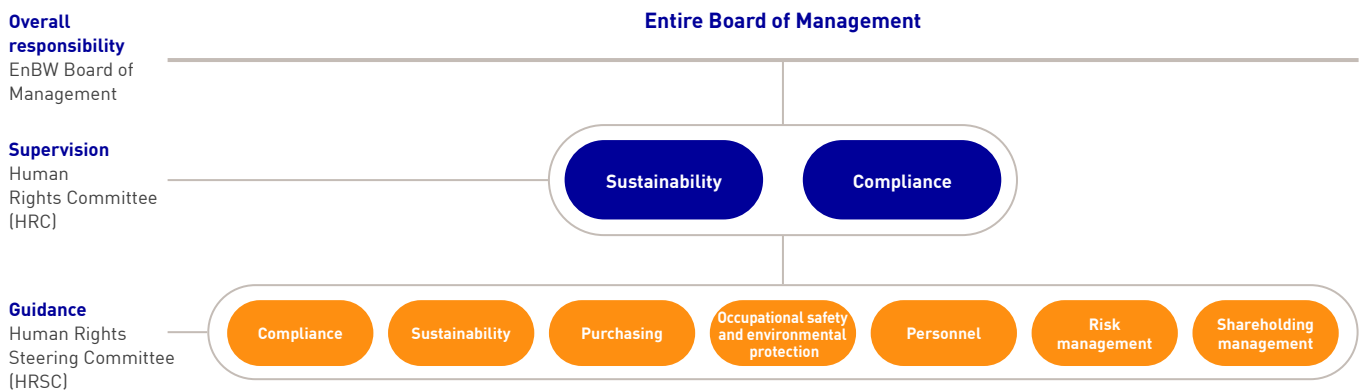 Overall
responsibility
EnBW Board of
Management
Entire Board of Management
Supervision
Human
Rights Committee
(HRC)
Sustainability
Compliance
Guidance
Human Rights
Steering Committee
(HRSC)
Compliance
Sustainability
Purchasing
Occupational safety
and environmental
protection
Personnel
Risk
management
Shareholding
management